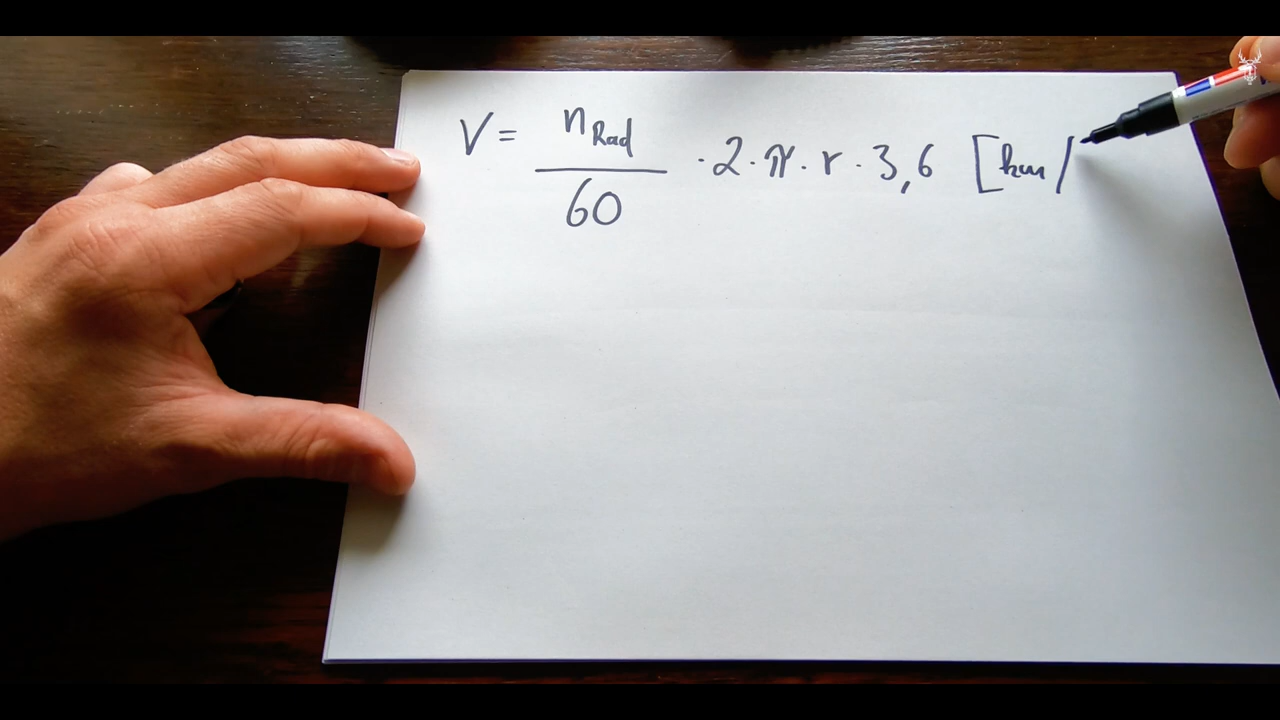 V = n_Rad / 60 · 2 · π · r · 3,6 [km/